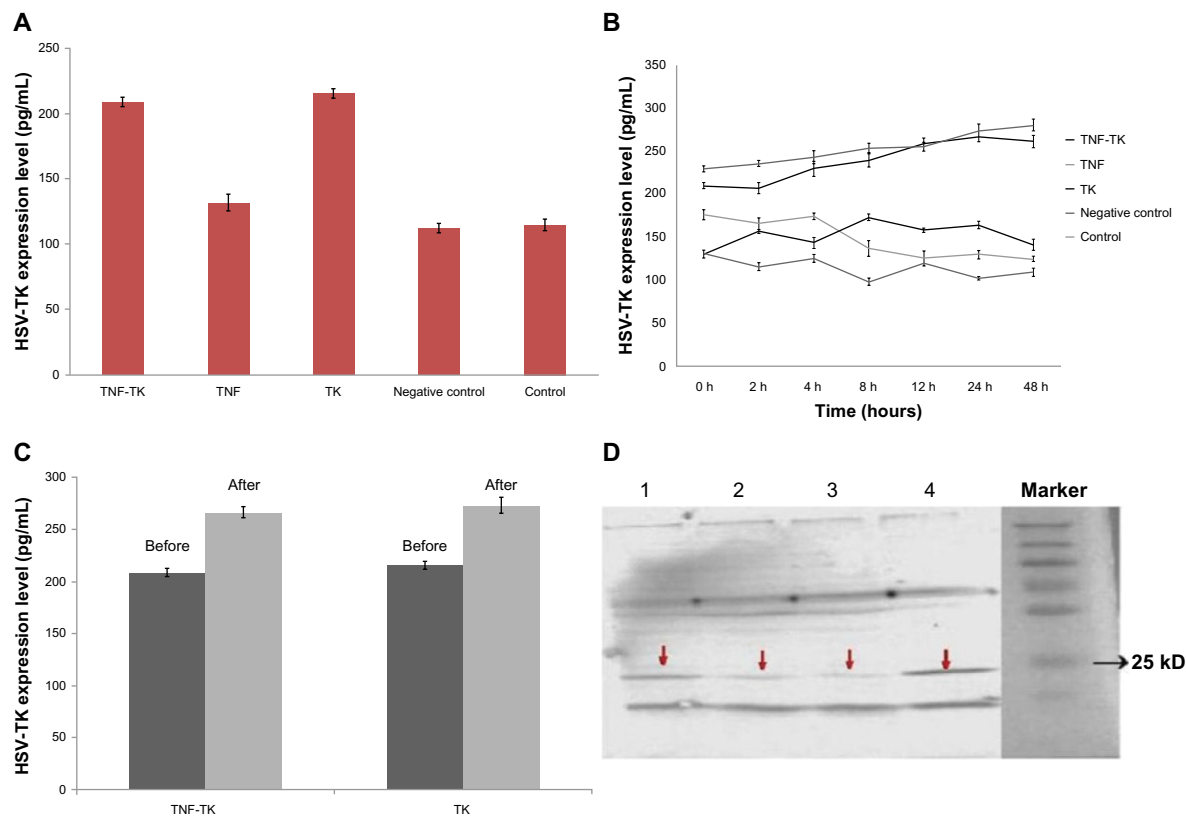 A
HSV-TK expression level (pg/mL)
250
200
150
100
50
0
TNF-TK TNF TK Negative control Control
B
HSV-TK expression level (pg/mL)
350
300
250
200
150
100
50
0
0 h 2 h 4 h 8 h 12 h 24 h 48 h
Time (hours)
TNF-TK
TNF
TK
Negative control
Control
C
HSV-TK expression level (pg/mL)
300
250
200
150
100
50
0
Before After Before After
TNF-TK TK
D
1 2 3 4 Marker
25 kD